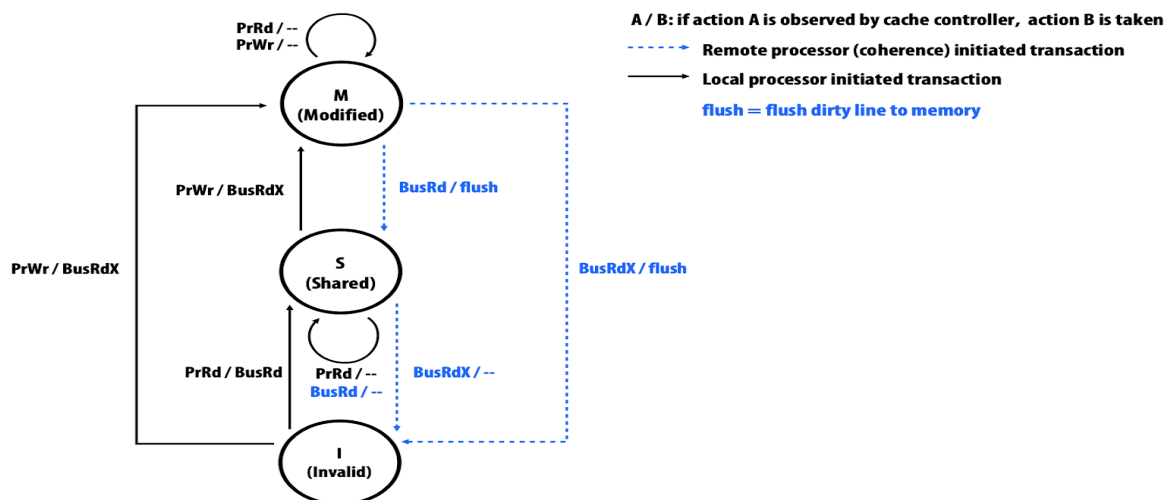 PrRd / --
PrWr / --
A / B: if action A is observed by cache controller, action B is taken
Remote processor (coherence) initiated transaction
Local processor initiated transaction
flush = flush dirty line to memory
M
(Modified)
PrWr / BusRdX
BusRd / flush
PrWr / BusRdX
S
(Shared)
BusRdX / flush
PrRd / BusRd
PrRd / --
BusRd / --
BusRdX / --
I
(Invalid)